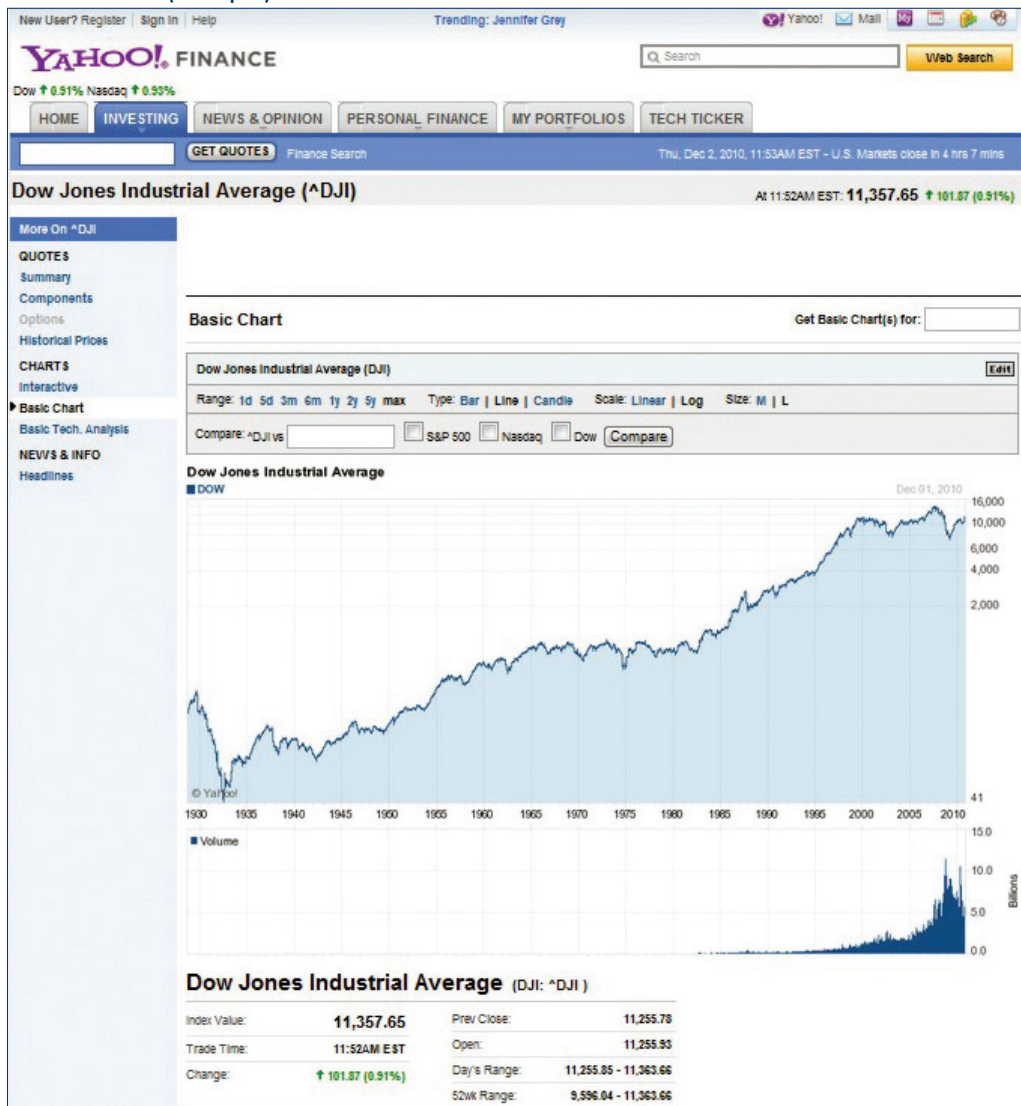 New User? Register | Sign In | Help Trending: Jennifer Grey Yahoo! Mail My
YAHOO!® FINANCE Search Web Search
Dow ↑ 0.91% Nasdaq ↑ 0.93%
HOME INVESTING NEWS & OPINION PERSONAL FINANCE MY PORTFOLIOS TECH TICKER
GET QUOTES Finance Search Thu, Dec 2, 2010, 11:53AM EST - U.S. Markets close in 4 hrs 7 mins
Dow Jones Industrial Average (^DJI) At 11:52AM EST: 11,357.65 ↑ 101.87 (0.91%)
More On ^DJI
QUOTES
Summary
Components
Options
Historical Prices
CHARTS
Interactive
Basic Chart
Basic Tech. Analysis
NEWS & INFO
Headlines
Basic Chart Get Basic Chart(s) for:
Dow Jones Industrial Average (DJI) Edit
Range: 1d 5d 3m 6m 1y 2y 5y max Type: Bar | Line | Candle Scale: Linear | Log Size: M | L
Compare: ^DJI vs S&P 500 Nasdaq Dow Compare
Dow Jones Industrial Average
DOW Dec 01, 2010
16,000
10,000
6,000
4,000
2,000
41
© Yahoo!
1930 1935 1940 1945 1950 1955 1960 1965 1970 1975 1980 1985 1990 1995 2000 2005 2010
Volume
15.0
10.0
5.0
0.0
Billions
Dow Jones Industrial Average (DJI: ^DJI )
Index Value: 11,357.65 Prev Close: 11,255.78
Trade Time: 11:52AM EST Open: 11,255.93
Change: ↑ 101.87 (0.91%) Day's Range: 11,255.85 - 11,363.66
52wk Range: 9,596.04 - 11,363.66